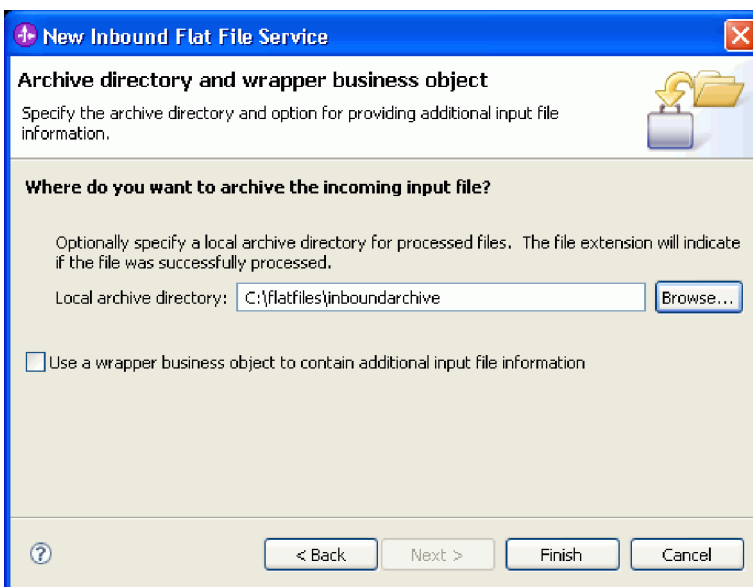 New Inbound Flat File Service
Archive directory and wrapper business object
Specify the archive directory and option for providing additional input file
information.
Where do you want to archive the incoming input file?
Optionally specify a local archive directory for processed files.  The file extension will indicate
if the file was successfully processed.
Local archive directory: C:\flatfiles\inboundarchive Browse...
Use a wrapper business object to contain additional input file information
? < Back Next > Finish Cancel